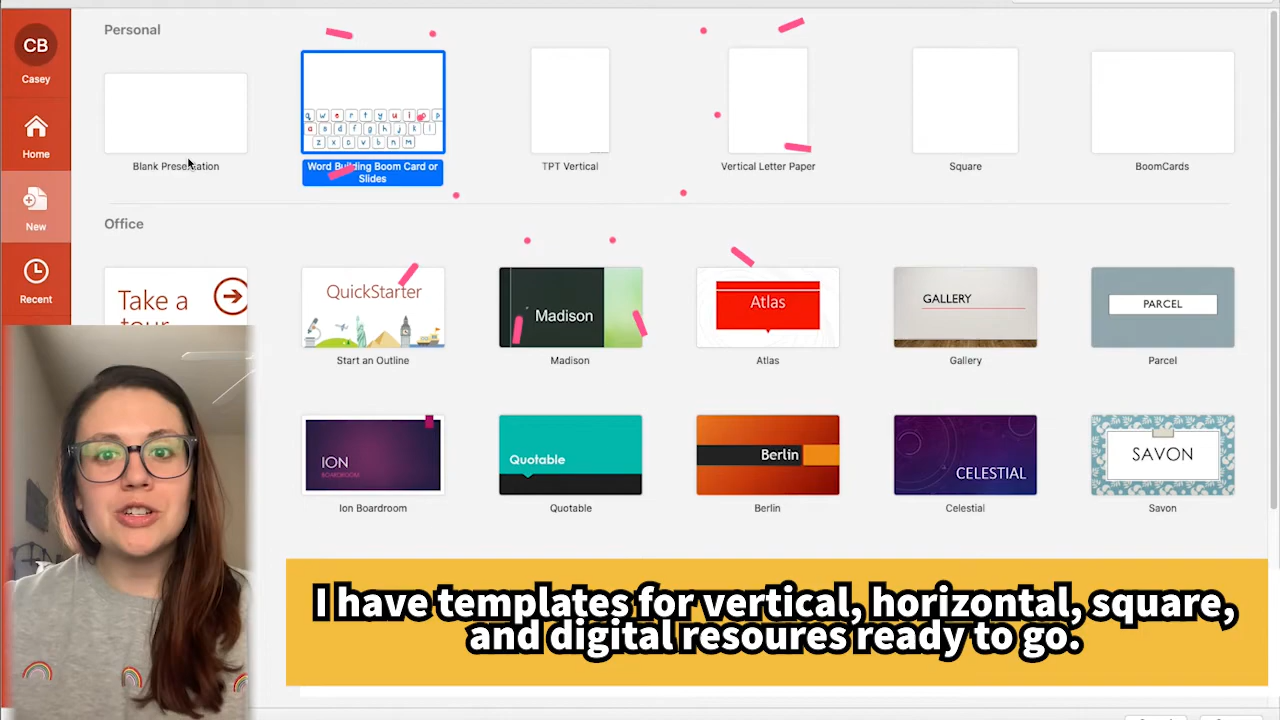 Personal
CB
Casey
Home
New
Recent
q w e r t y u i o p
a s d f g h j k l
z x c v b n m
Blank Presentation
Word Building Boom Card or
Slides
TPT Vertical
Vertical Letter Paper
Square
BoomCards
Office
Take a
tour
QuickStarter
Madison
Atlas
GALLERY
PARCEL
Start an Outline
Madison
Atlas
Gallery
Parcel
ION
BOARDROOM
Quotable
Berlin
CELESTIAL
SAVON
Ion Boardroom
Quotable
Berlin
Celestial
Savon
I have templates for vertical, horizontal, square,
and digital resoures ready to go.